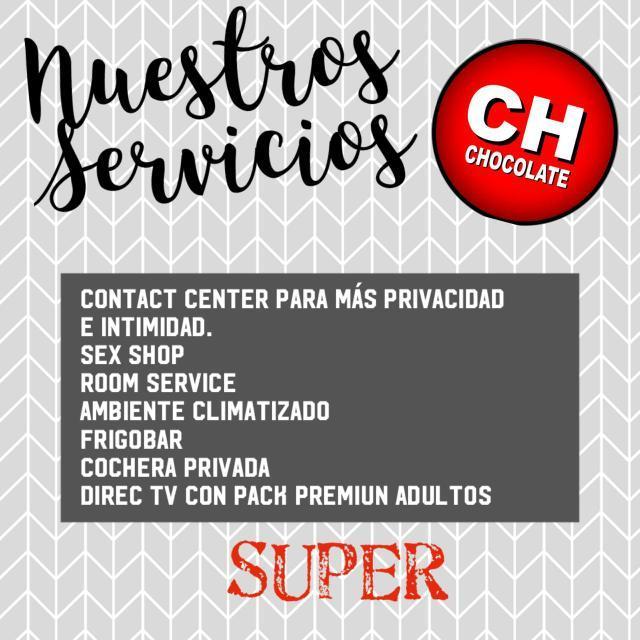 Nuestros
Servicios
CH
CHOCOLATE
CONTACT CENTER PARA MÁS PRIVACIDAD
E INTIMIDAD.
SEX SHOP
ROOM SERVICE
AMBIENTE CLIMATIZADO
FRIGOBAR
COCHERA PRIVADA
DIREC TV CON PACK PREMIUN ADULTOS
SUPER